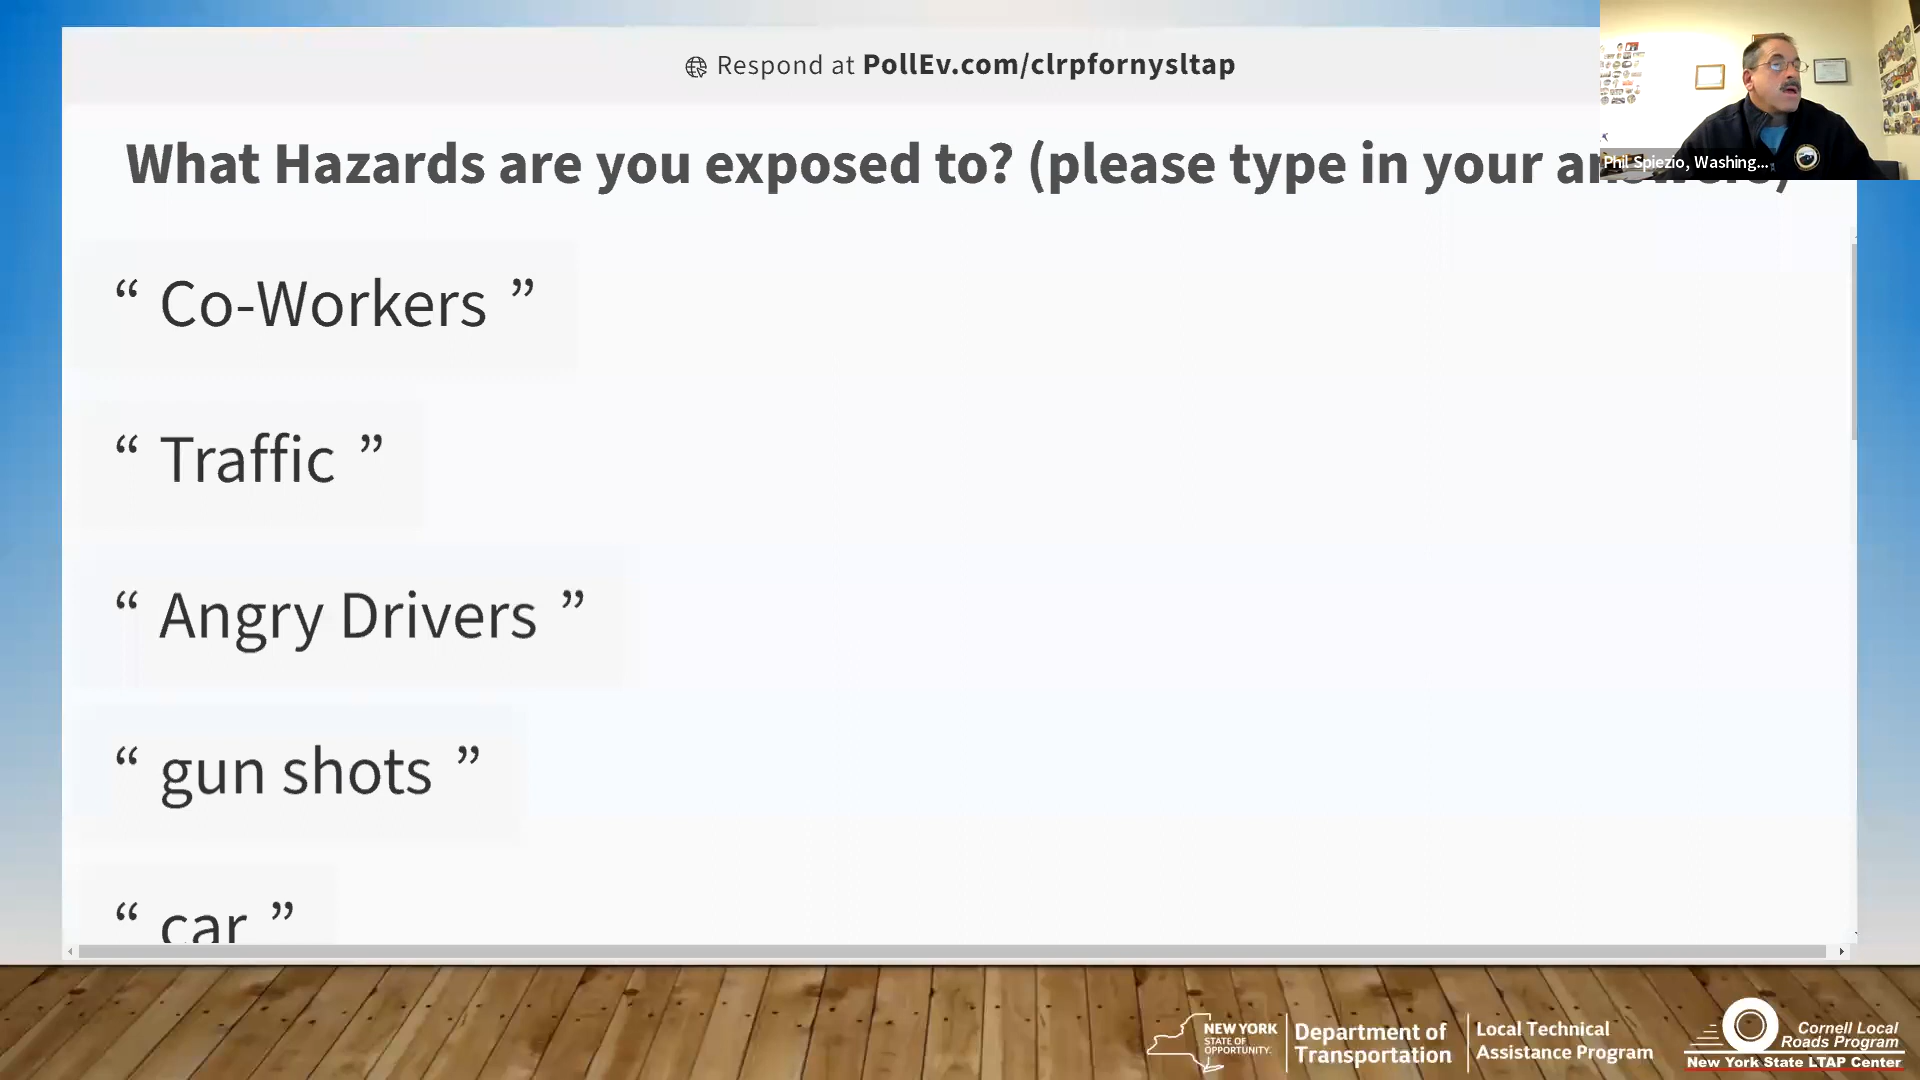 Respond at PollEv.com/clrpfornysltap
What Hazards are you exposed to? (please type in your answers)
Phil Spiezio, Washing...
“ Co-Workers ”
“ Traffic ”
“ Angry Drivers ”
“ gun shots ”
“ car ”
NEW YORK
STATE OF
OPPORTUNITY.
Department of
Transportation
Local Technical
Assistance Program
Cornell Local
Roads Program
New York State LTAP Center